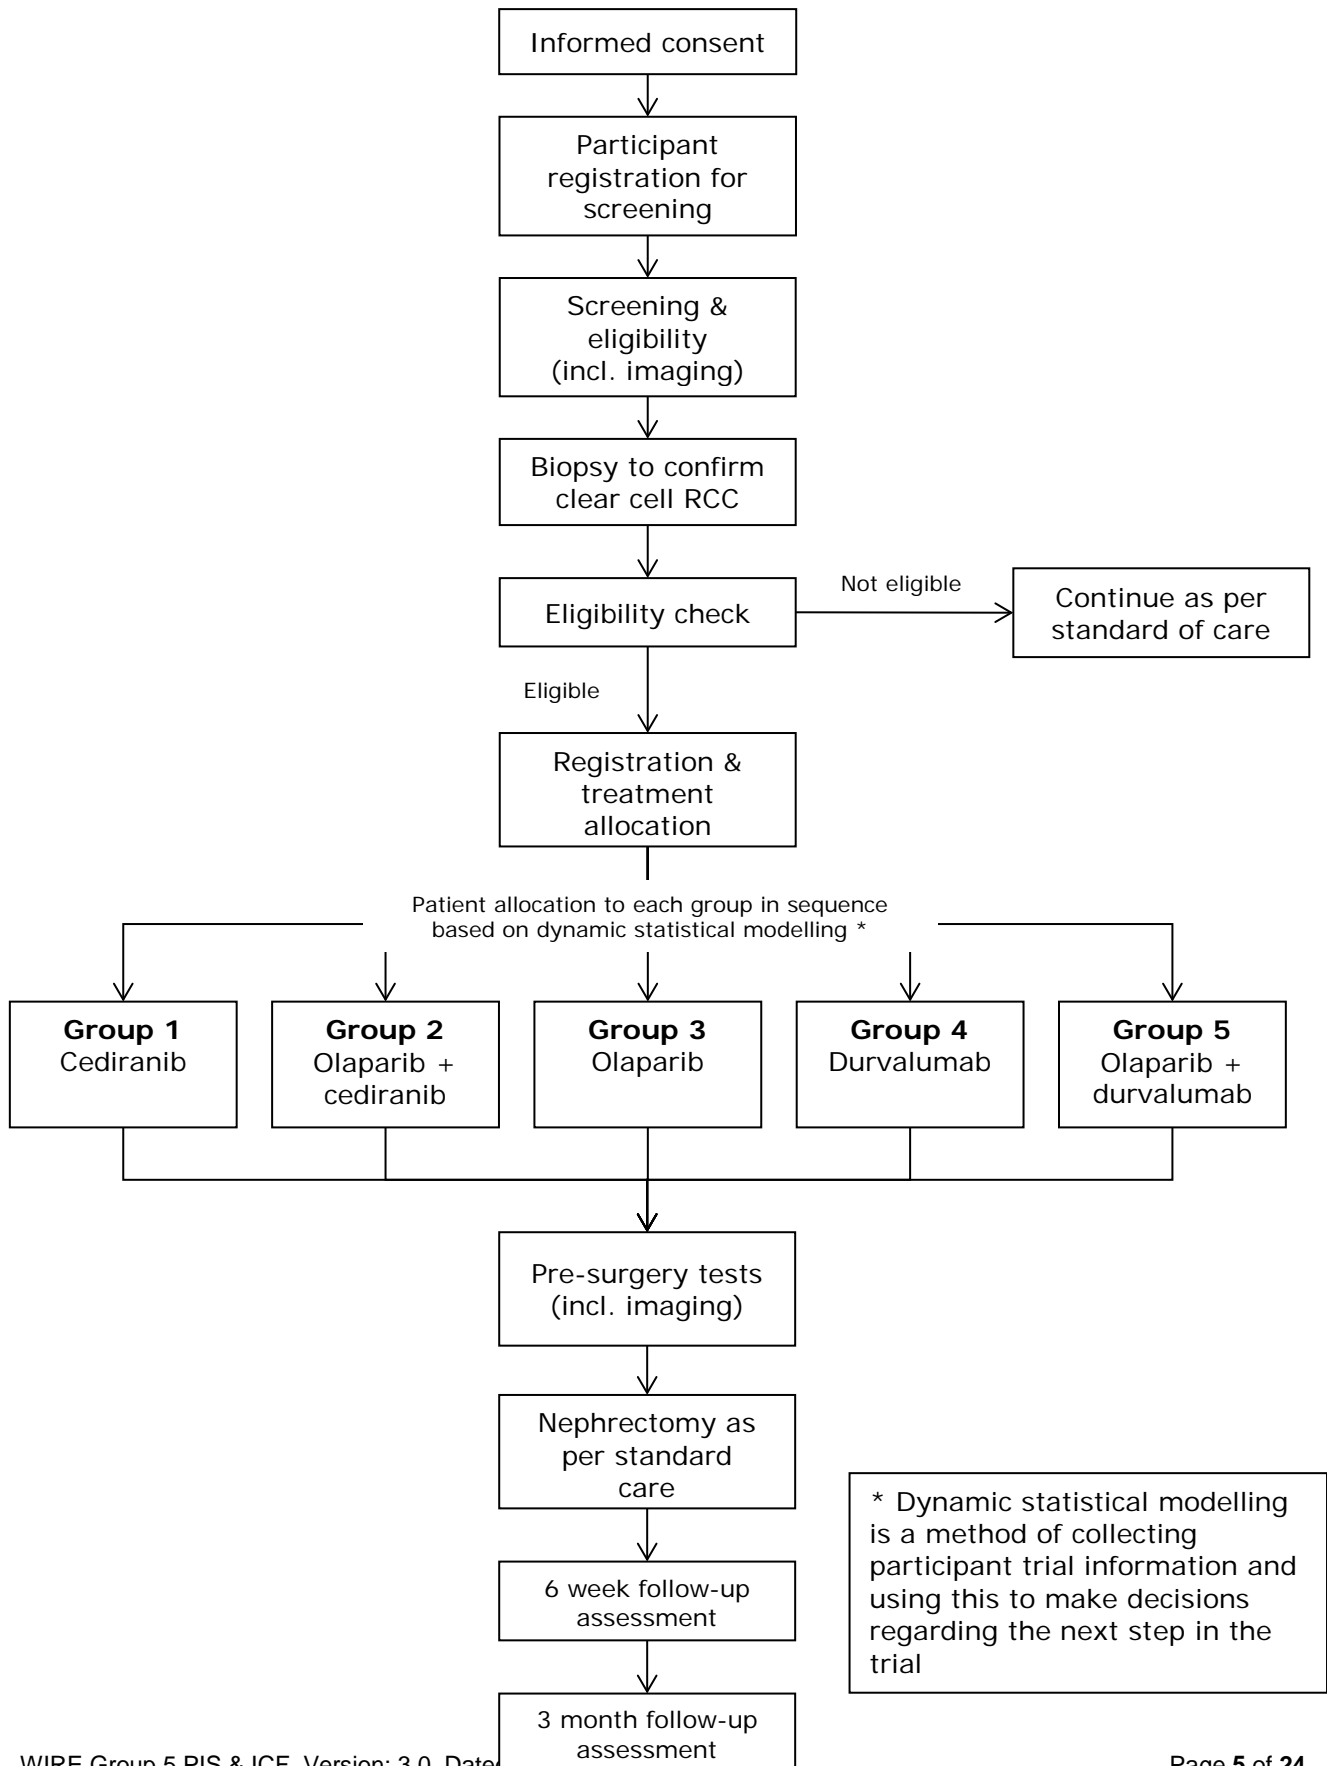 Informed consent
Participant
registration for
screening
Screening &
eligibility
(incl. imaging)
Biopsy to confirm
clear cell RCC
Eligibility check
Not eligible
Continue as per
standard of care
Eligible
Registration &
treatment
allocation
Patient allocation to each group in sequence
based on dynamic statistical modelling *
Group 1
Cediranib
Group 2
Olaparib +
cediranib
Group 3
Olaparib
Group 4
Durvalumab
Group 5
Olaparib +
durvalumab
Pre-surgery tests
(incl. imaging)
Nephrectomy as
per standard
care
* Dynamic statistical modelling
is a method of collecting
participant trial information and
using this to make decisions
regarding the next step in the
trial
6 week follow-up
assessment
3 month follow-up
assessment
WIRE Group 5 PIS & ICF, Version: 3.0, Date
Page 5 of 24